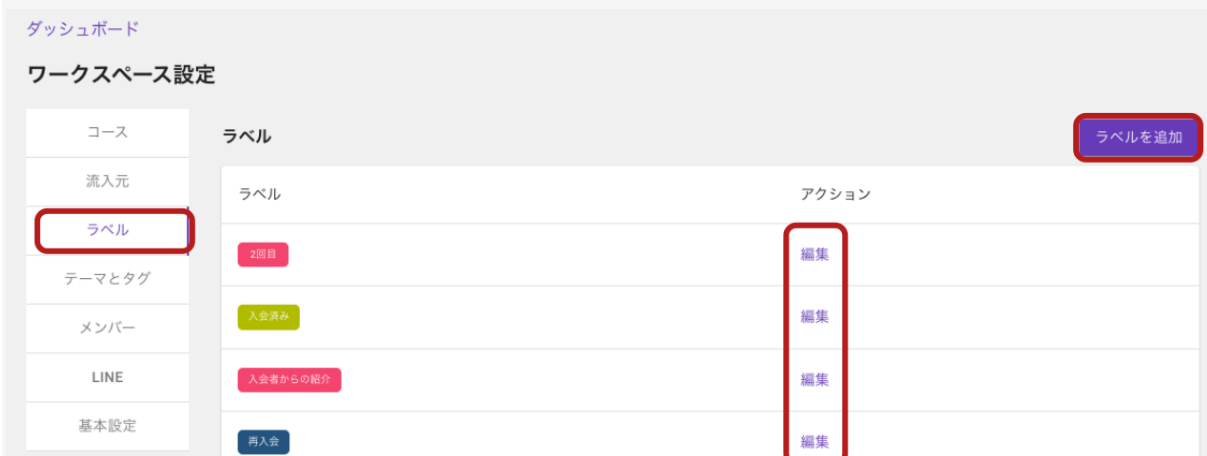 ダッシュボード
ワークスペース設定
コース
流入元
ラベル
テーマとタグ
メンバー
LINE
基本設定
ラベル
ラベルを追加
ラベル アクション
2回目 編集
入会済み 編集
入会者からの紹介 編集
再入会 編集